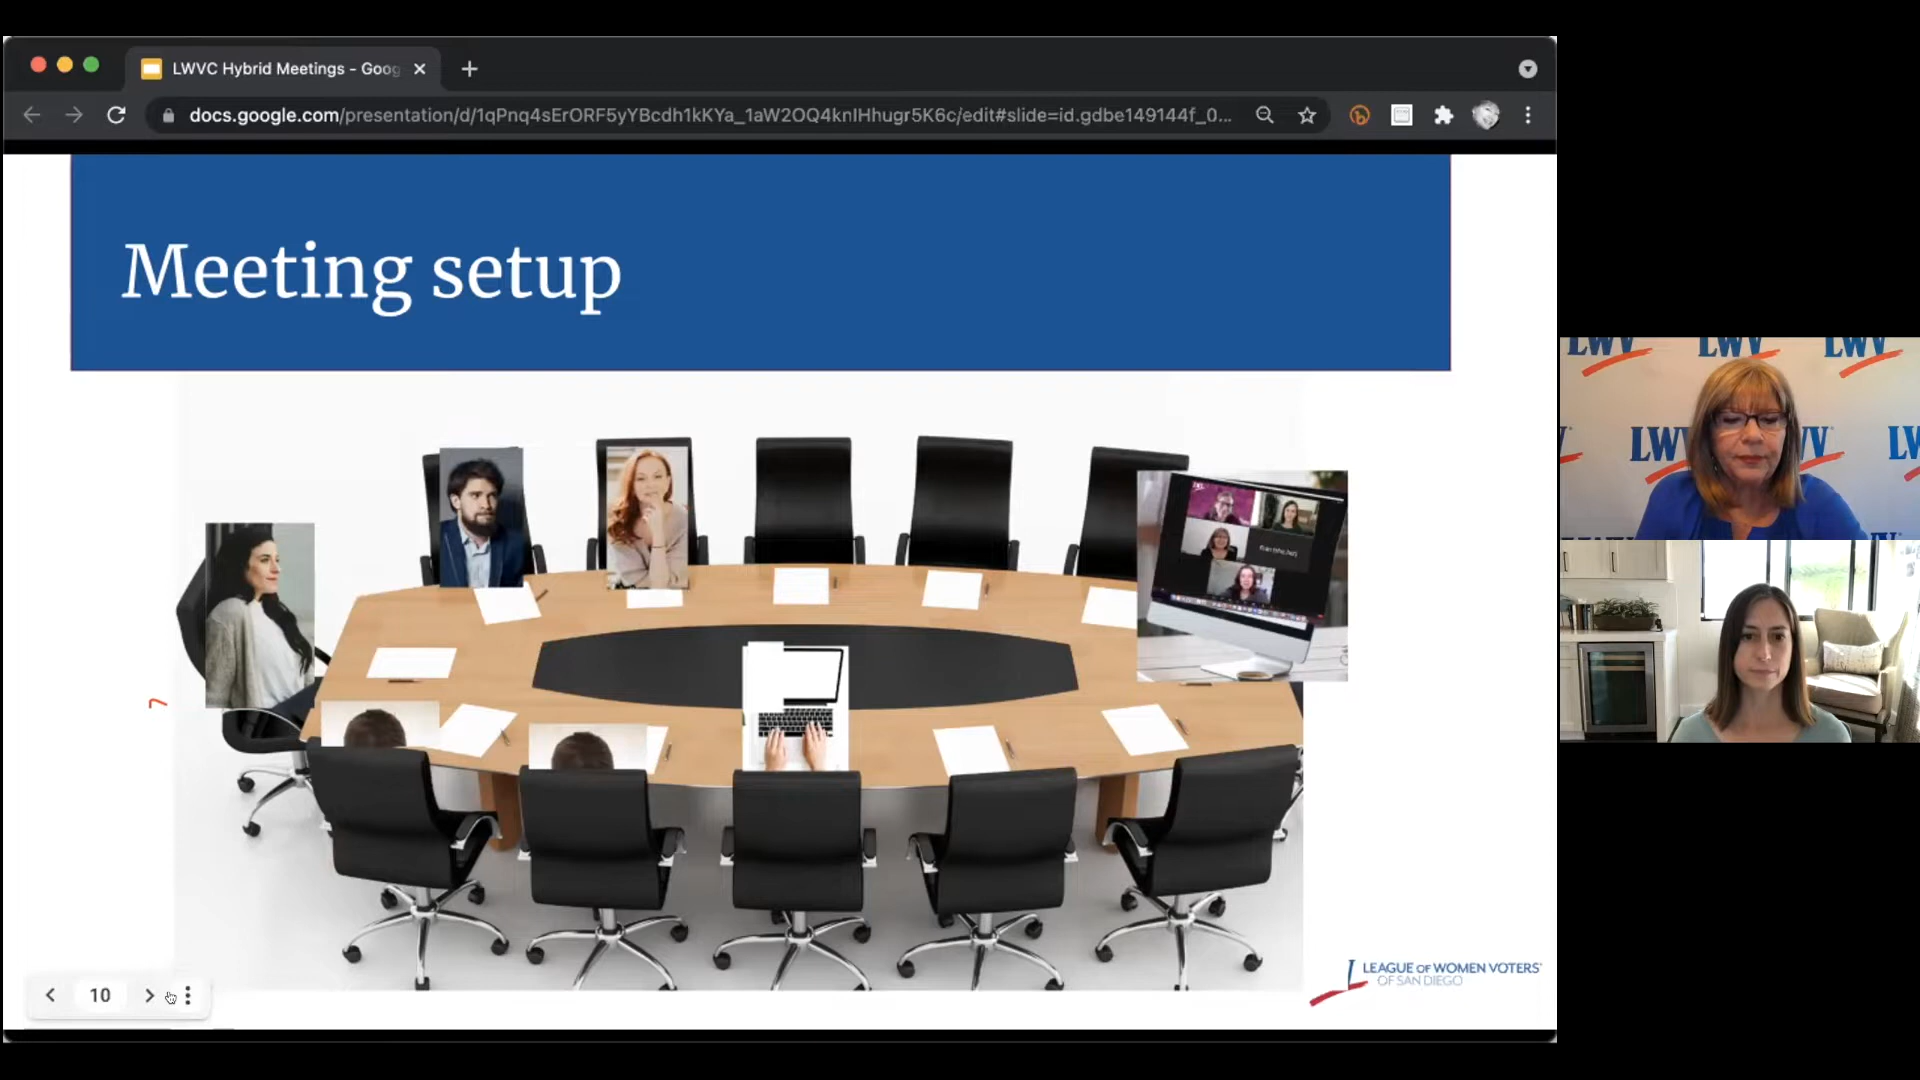 LWVC Hybrid Meetings - Goog
docs.google.com/presentation/d/1qPnq4sErORF5yYBcdh1kKYa_1aW2OQ4knIHhugr5K6c/edit#slide=id.gdbe149144f_0...
Meeting setup
LWV LWV LWV
LWV
LEAGUE OF WOMEN VOTERS®
OF SAN DIEGO
10